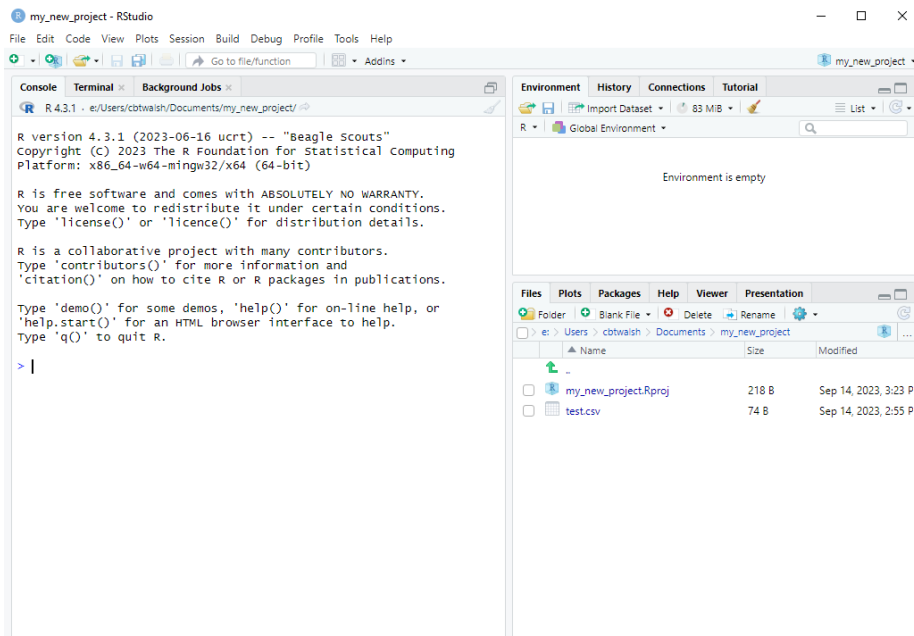 my_new_project - RStudio
File Edit Code View Plots Session Build Debug Profile Tools Help
Go to file/function Addins my_new_project
Console Terminal Background Jobs
R 4.3.1 · e:/Users/cbtwalsh/Documents/my_new_project/
R version 4.3.1 (2023-06-16 ucrt) -- "Beagle Scouts"
Copyright (C) 2023 The R Foundation for Statistical Computing
Platform: x86_64-w64-mingw32/x64 (64-bit)
R is free software and comes with ABSOLUTELY NO WARRANTY.
You are welcome to redistribute it under certain conditions.
Type 'license()' or 'licence()' for distribution details.
R is a collaborative project with many contributors.
Type 'contributors()' for more information and
'citation()' on how to cite R or R packages in publications.
Type 'demo()' for some demos, 'help()' for on-line help, or
'help.start()' for an HTML browser interface to help.
Type 'q()' to quit R.
>
Environment History Connections Tutorial
Import Dataset 83 MiB List
R Global Environment
Environment is empty
Files Plots Packages Help Viewer Presentation
Folder Blank File Delete Rename
e: > Users > cbtwalsh > Documents > my_new_project ...
Name Size Modified
..
my_new_project.Rproj 218 B Sep 14, 2023, 3:23 P
test.csv 74 B Sep 14, 2023, 2:55 P